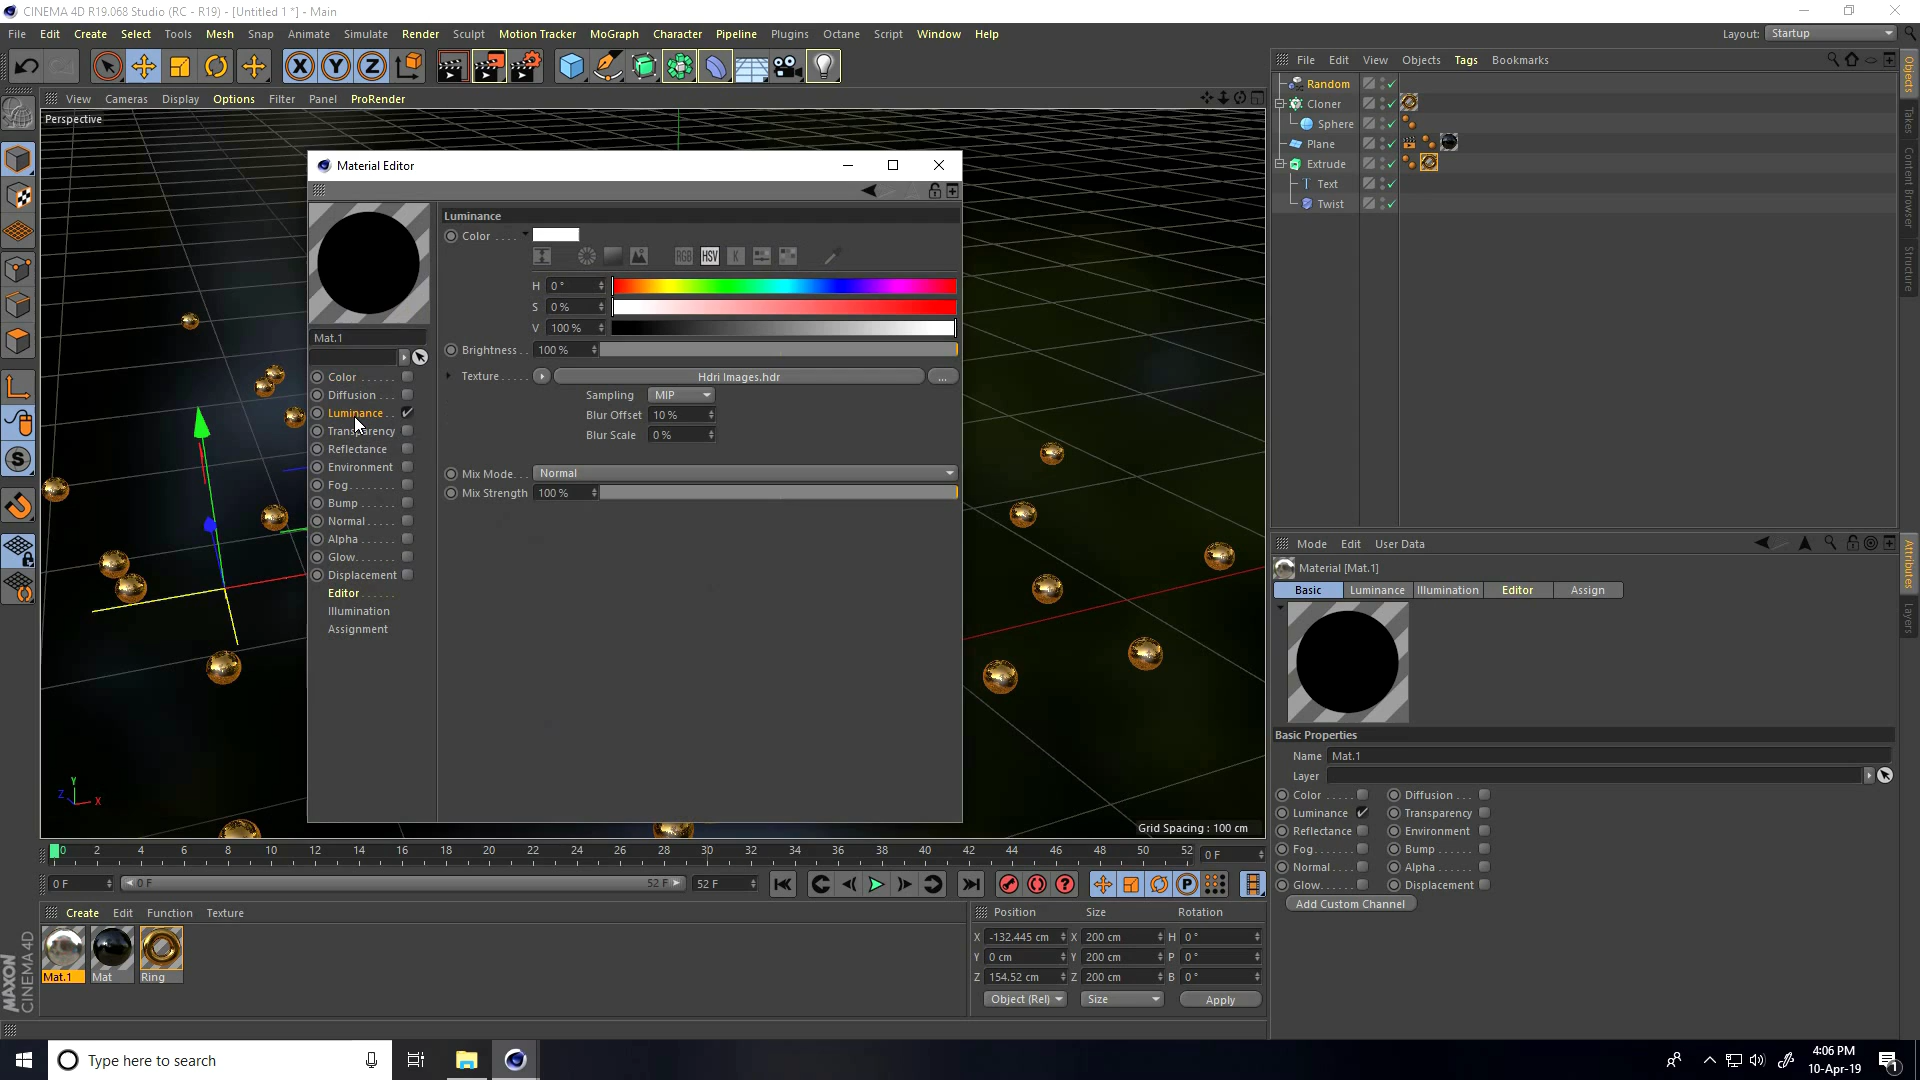 CINEMA 4D R19.068 Studio (RC - R19) - [Untitled 1 *] - Main
File Edit Create Select Tools Mesh Snap Animate Simulate Render Sculpt Motion Tracker MoGraph Character Pipeline Plugins Octane Script Window Help
Layout: Startup
View Cameras Display Options Filter Panel ProRender
Perspective
File Edit View Objects Tags Bookmarks
Random
Cloner
Sphere
Plane
Extrude
Text
Twist
Objects
Takes
Content Browser
Structure
Material Editor
Mat.1
Color
Diffusion
Luminance
Transparency
Reflectance
Environment
Fog
Bump
Normal
Alpha
Glow
Displacement
Editor
Illumination
Assignment
Luminance
Color
RGB HSV K
H 0 °
S 0 %
V 100 %
Brightness 100 %
Texture Hdri Images.hdr ...
Sampling MIP
Blur Offset 10 %
Blur Scale 0 %
Mix Mode Normal
Mix Strength 100 %
Y
Z X
Grid Spacing : 100 cm
Mode Edit User Data
Material [Mat.1]
Basic Luminance Illumination Editor Assign
Basic Properties
Name Mat.1
Layer
Color Diffusion
Luminance Transparency
Reflectance Environment
Fog Bump
Normal Alpha
Glow Displacement
Add Custom Channel
Attributes
Layers
0 2 4 6 8 10 12 14 16 18 20 22 24 26 28 30 32 34 36 38 40 42 44 46 48 50 52 0 F
0 F 0 F 52 F 52 F
Create Edit Function Texture
Mat.1 Mat Ring
Position Size Rotation
X -132.445 cm X 200 cm H 0 °
Y 0 cm Y 200 cm P 0 °
Z 154.52 cm Z 200 cm B 0 °
Object (Rel) Size Apply
MAXON
CINEMA 4D
Type here to search
4:06 PM
10-Apr-19
1